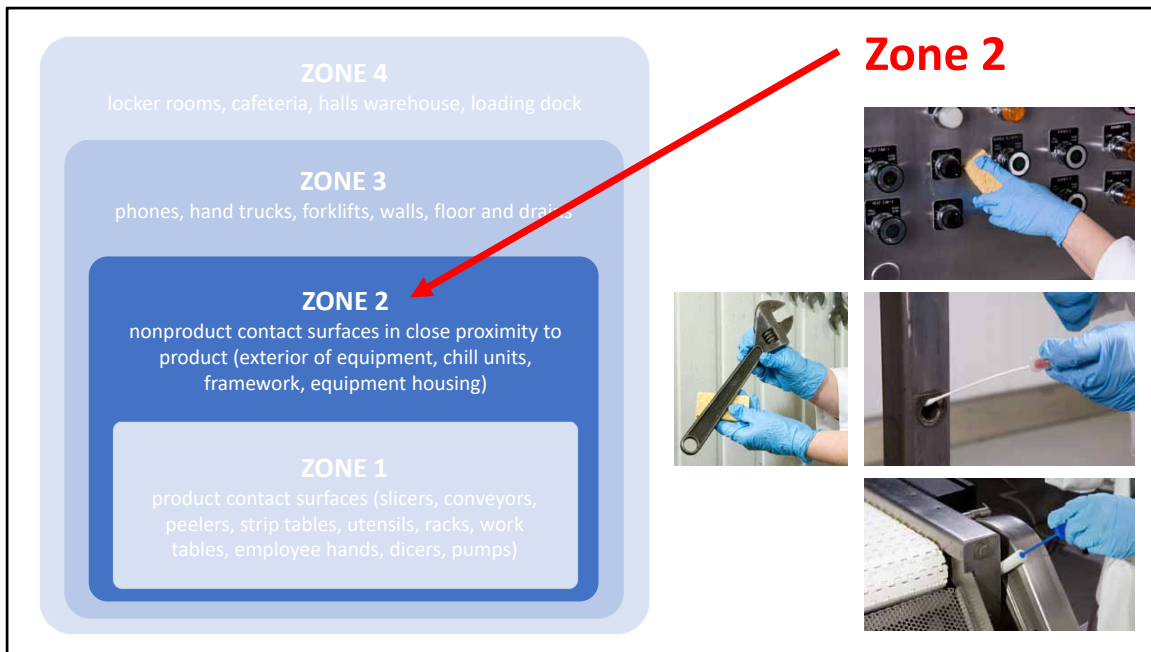 Zone 2
ZONE 4
locker rooms, cafeteria, halls warehouse, loading dock
ZONE 3
phones, hand trucks, forklifts, walls, floor and drains
ZONE 2
nonproduct contact surfaces in close proximity to
product (exterior of equipment, chill units,
framework, equipment housing)
ZONE 1
product contact surfaces (slicers, conveyors,
peelers, strip tables, utensils, racks, work
tables, employee hands, dicers, pumps)